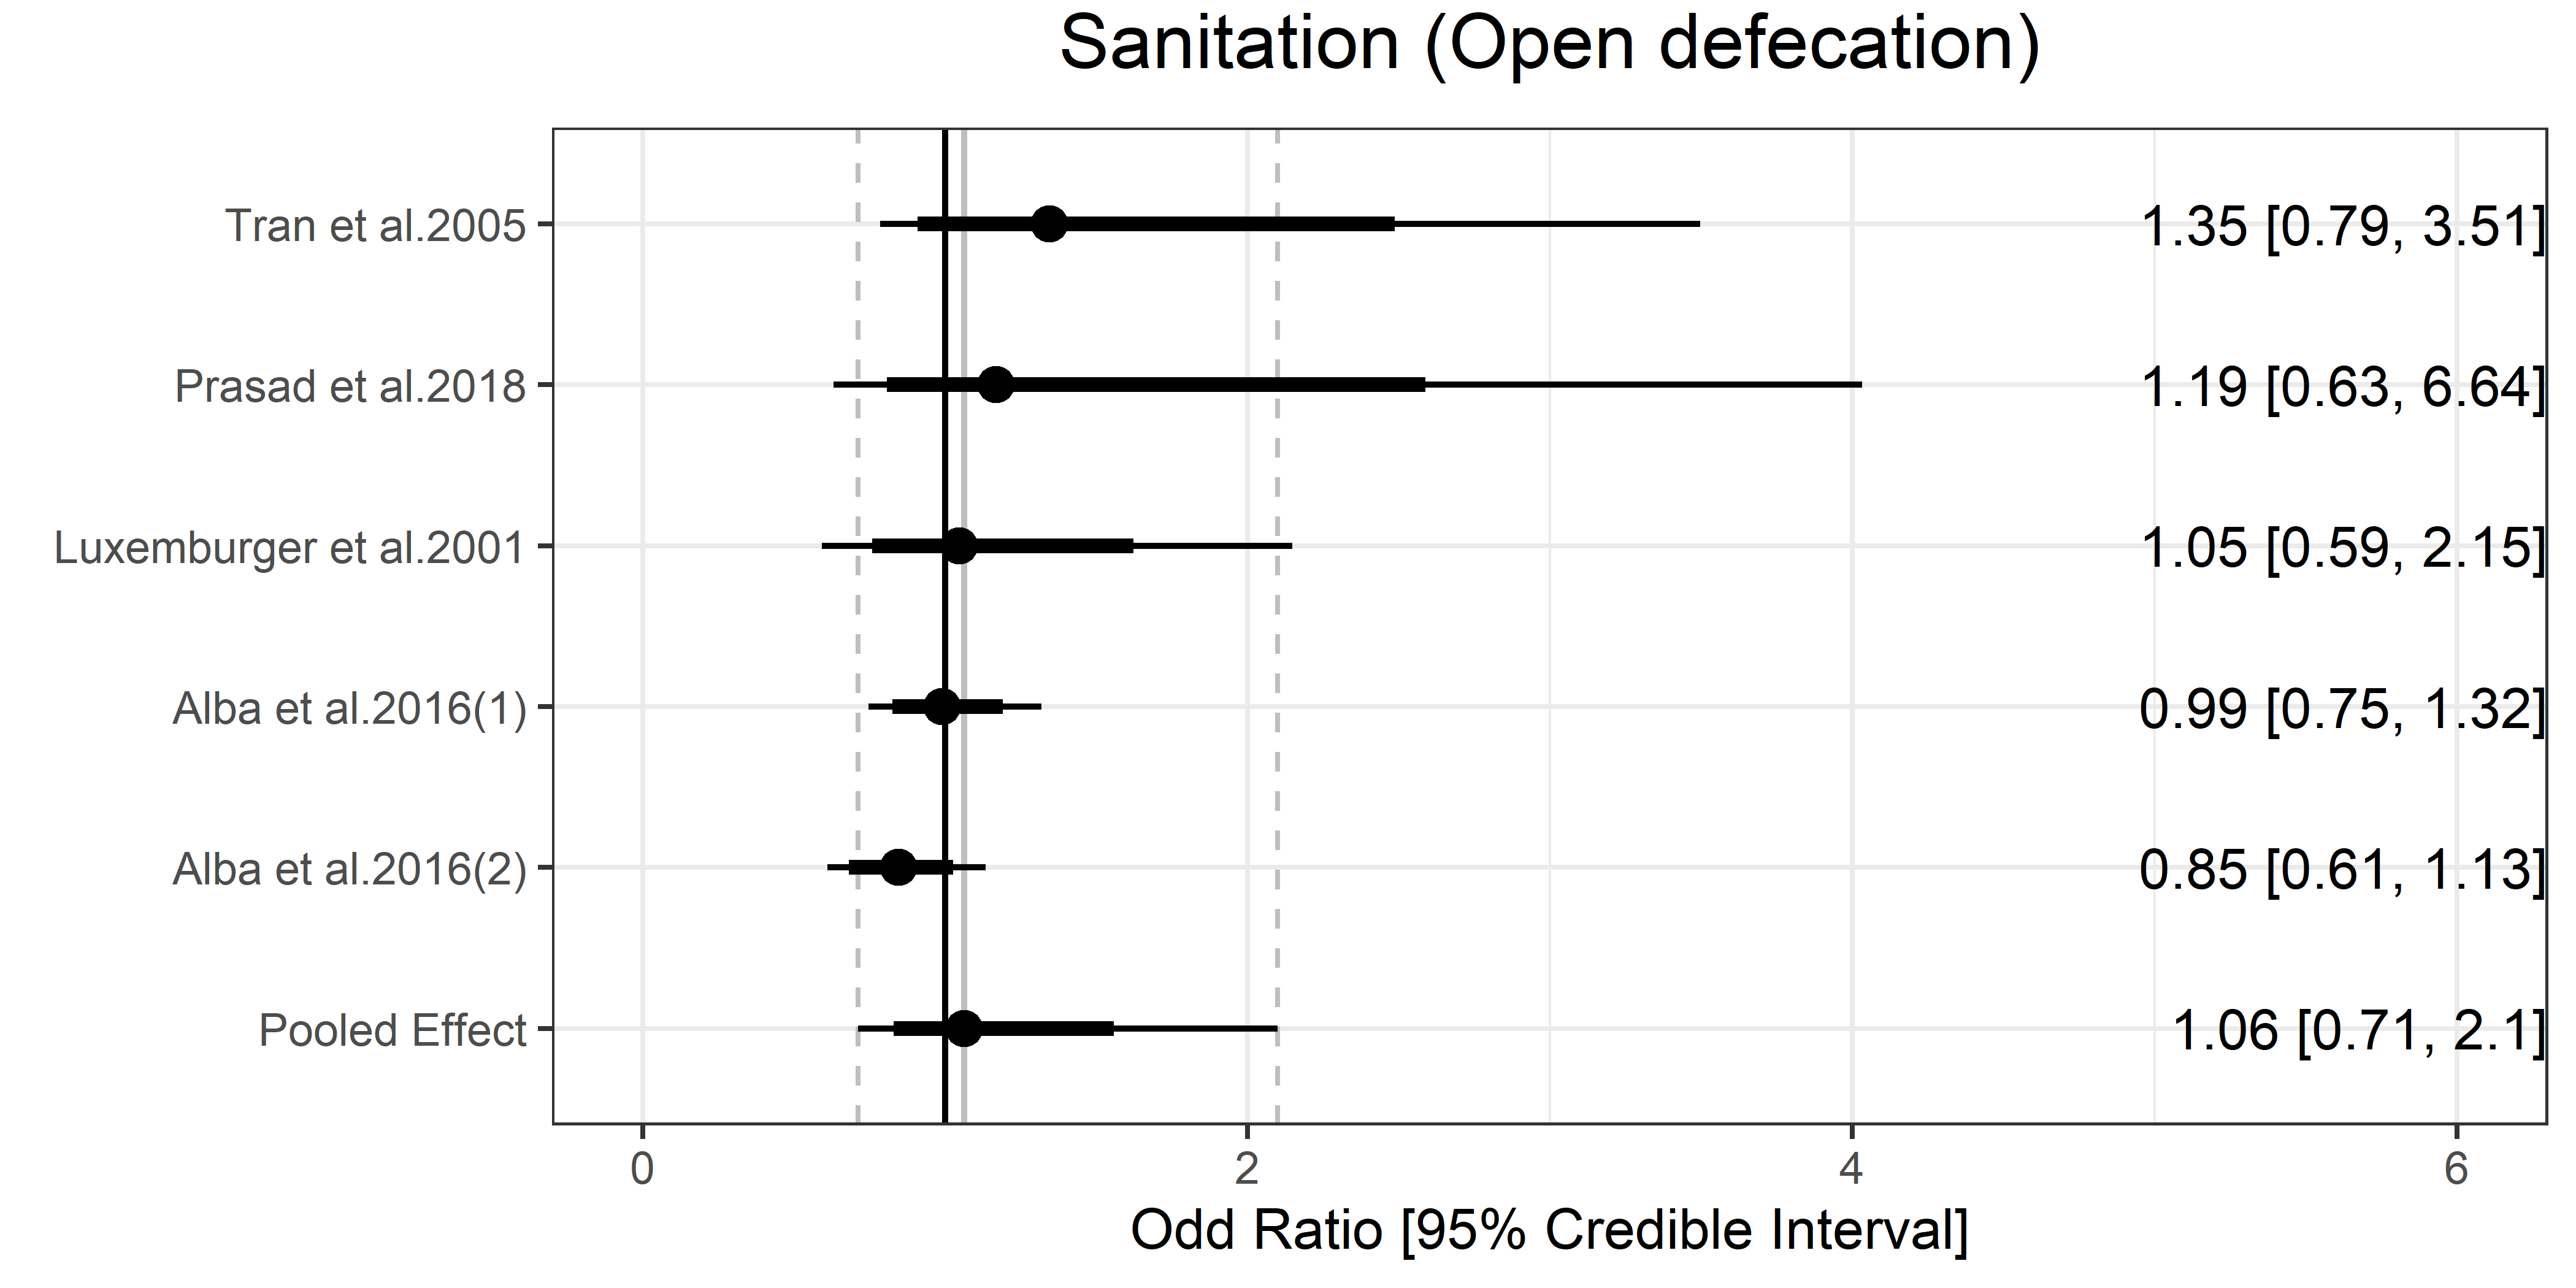 Sanitation (Open defecation)
Tran et al.2005 1.35 [0.79, 3.51]
Prasad et al.2018 1.19 [0.63, 6.64]
Luxemburger et al.2001 1.05 [0.59, 2.15]
Alba et al.2016(1) 0.99 [0.75, 1.32]
Alba et al.2016(2) 0.85 [0.61, 1.13]
Pooled Effect 1.06 [0.71, 2.1]
0 2 4 6
Odd Ratio [95% Credible Interval]